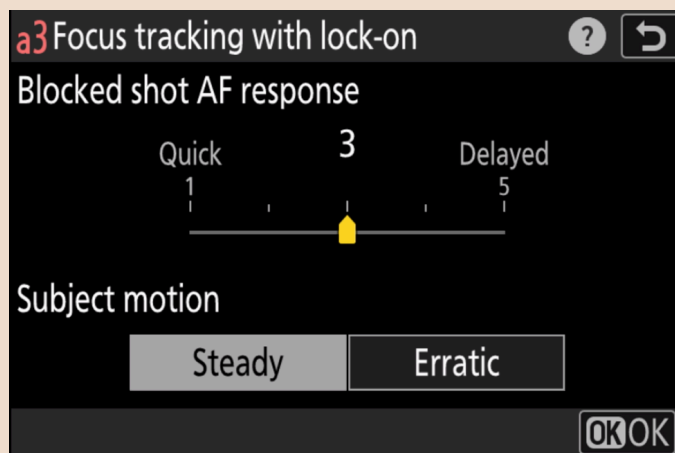 a3 Focus tracking with lock-on ?
Blocked shot AF response
3
Quick Delayed
1 5
Subject motion
Steady Erratic
OK OK